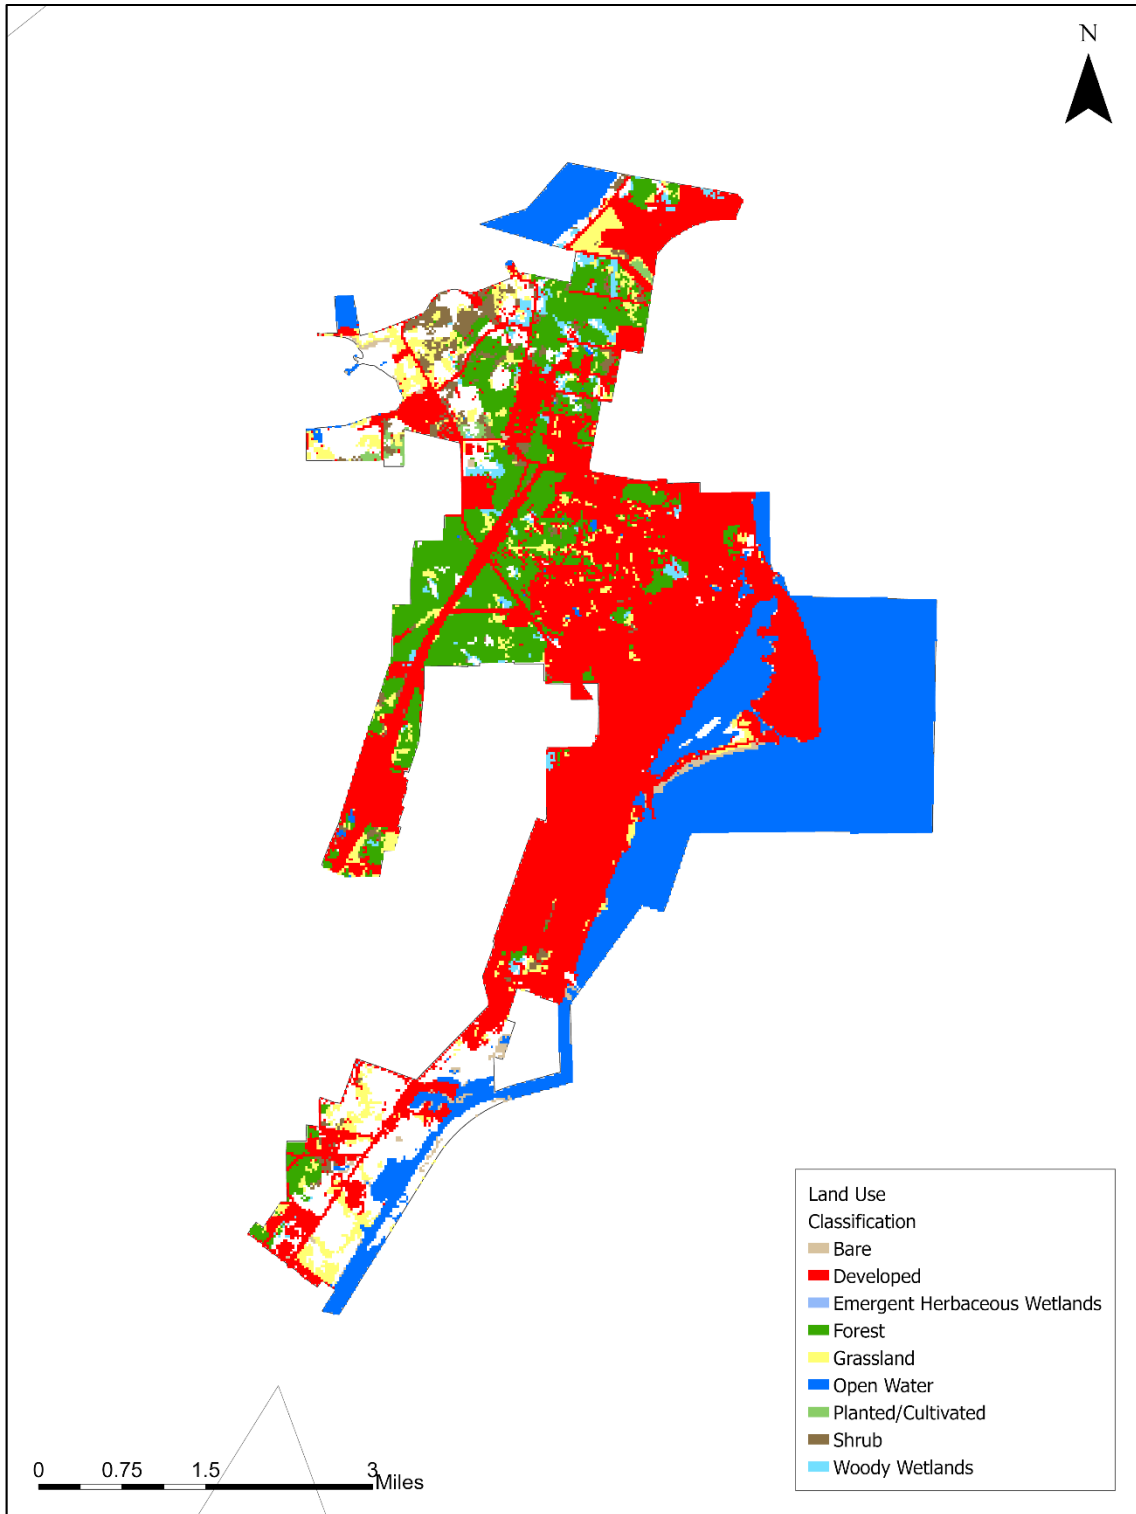 N
Land Use
Classification
Bare
Developed
Emergent Herbaceous Wetlands
Forest
Grassland
Open Water
Planted/Cultivated
Shrub
Woody Wetlands
0 0.75 1.5 3
Miles